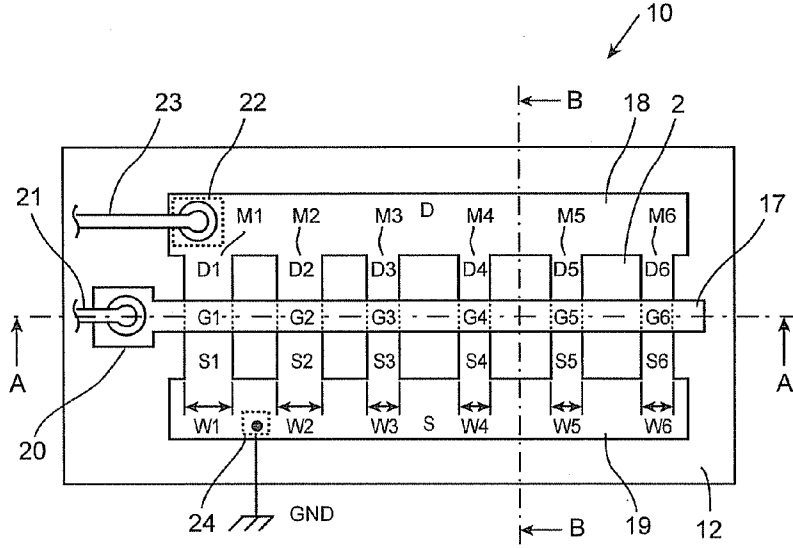 10
23
22
B
18
2
21
M1 M2 M3 D M4 M5 M6
17
D1 D2 D3 D4 D5 D6
G1 G2 G3 G4 G5 G6
A
A
S1 S2 S3 S4 S5 S6
20
W1 W2 W3 S W4 W5 W6
24
GND
B
19
12